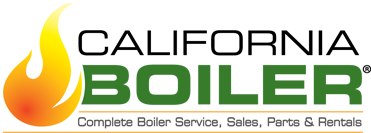 CALIFORNIA
BOILER®
Complete Boiler Service, Sales, Parts & Rentals